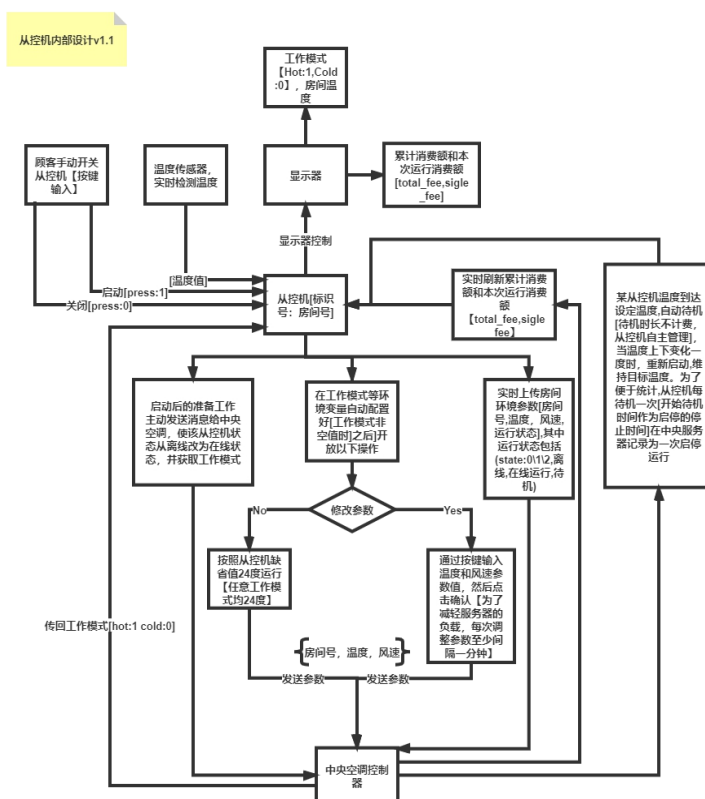 从控机内部设计v1.1
工作模式
【Hot:1,Cold
:0】，房间温
度
顾客手动开关
从控机【按键
输入】
温度传感器，
实时检测温度
显示器
累计消费额和本
次运行消费额
[total_fee,sigle
_fee]
显示器控制
[温度值]
启动[press:1]
关闭[press:0]
从控机[标识
号：房间号]
实时刷新累计消费
额和本次运行消费
额
【total_fee,sigle
fee】
某从控机温度到达
设定温度,自动待机
[待机时长不计费，
从控机自主管理]，
当温度上下变化一
度时，重新启动,维
持目标温度。为了
便于统计,从控机每
待机一次[开始待机
时间作为启停的停
止时间]在中央服务
器记录为一次启停
运行
启动后的准备工作
主动发送消息给中央
空调，使该从控机状
态从离线改为在线状
态，并获取工作模式
在工作模式等环
境变量自动配置
好[工作模式非
空值时]之后]开
放以下操作
实时上传房间
环境参数[房间
号,温度，风速,
运行状态],其中
运行状态包括
(state:0\1\2,离
线,在线运行,待
机)
修改参数
No
Yes
按照从控机缺
省值24度运行
【任意工作模
式均24度】
通过按键输入
温度和风速参
数值，然后点
击确认【为了
减轻服务器的
负载，每次调
整参数至少间
隔一分钟】
传回工作模式[hot:1 cold:0]
房间号，温度，风速
发送参数
发送参数
中央空调控制
器